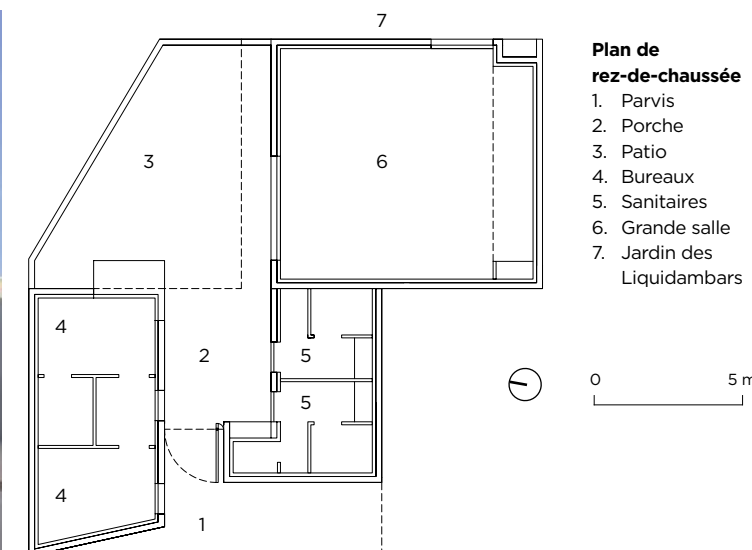 7
3
6
4
2
5
5
4
1
Plan de
rez-de-chaussée
1. Parvis
2. Porche
3. Patio
4. Bureaux
5. Sanitaires
6. Grande salle
7. Jardin des
Liquidambars
0 5 m